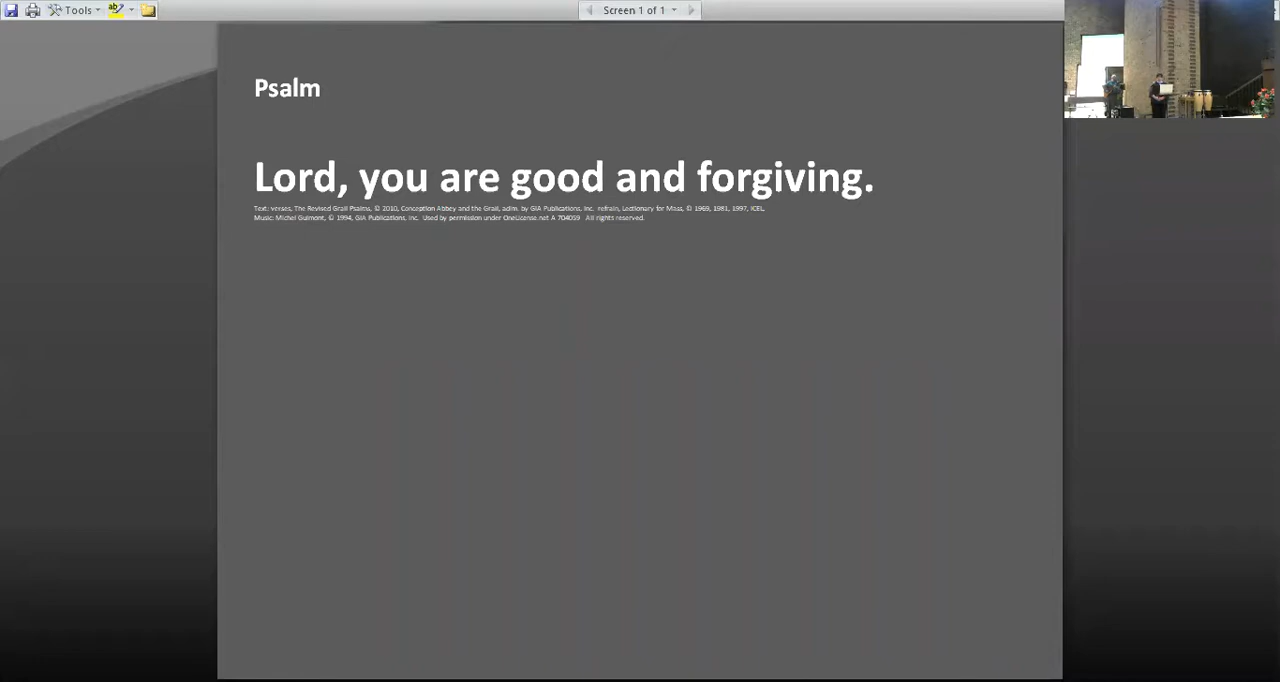 Tools
Screen 1 of 1
Psalm
Lord, you are good and forgiving.
Text: verses, The Revised Grail Psalms, © 2010, Conception Abbey and the Grail, adm. by GIA Publications, Inc. refrain, Lectionary for Mass, © 1969, 1981, 1997, ICEL.
Music: Michel Guimont, © 1994, GIA Publications, Inc. Used by permission under OneLicense.net A 704059 All rights reserved.